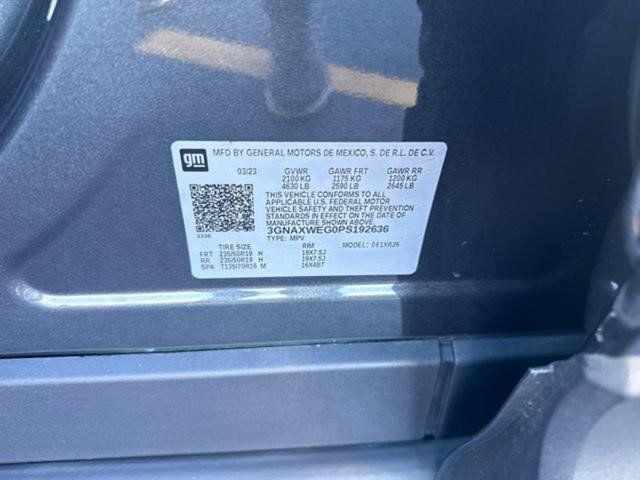 gm
MFD BY GENERAL MOTORS DE MEXICO, S. DE R.L. DE C.V.
03/23 GVWR GAWR FRT GAWR RR
2100 KG 1175 KG 1200 KG
4630 LB 2590 LB 2645 LB
THIS VEHICLE CONFORMS TO ALL
APPLICABLE U.S. FEDERAL MOTOR
VEHICLE SAFETY AND THEFT PREVENTION
STANDARDS IN EFFECT ON THE DATE OF
MANUFACTURE SHOWN ABOVE.
3GNAXWEG0PS192636
333E
TYPE: MPV MODEL: 061XR26
TIRE SIZE RIM
FRT 235/50R19 H 19X7.5J
RR 235/50R19 H 19X7.5J
SPA T135/70R16 M 16X4BT